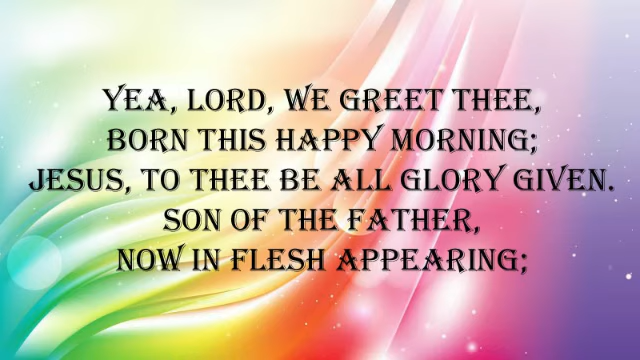 YEA, LORD, WE GREET THEE,
BORN THIS HAPPY MORNING;
JESUS, TO THEE BE ALL GLORY GIVEN.
SON OF THE FATHER,
NOW IN FLESH APPEARING;